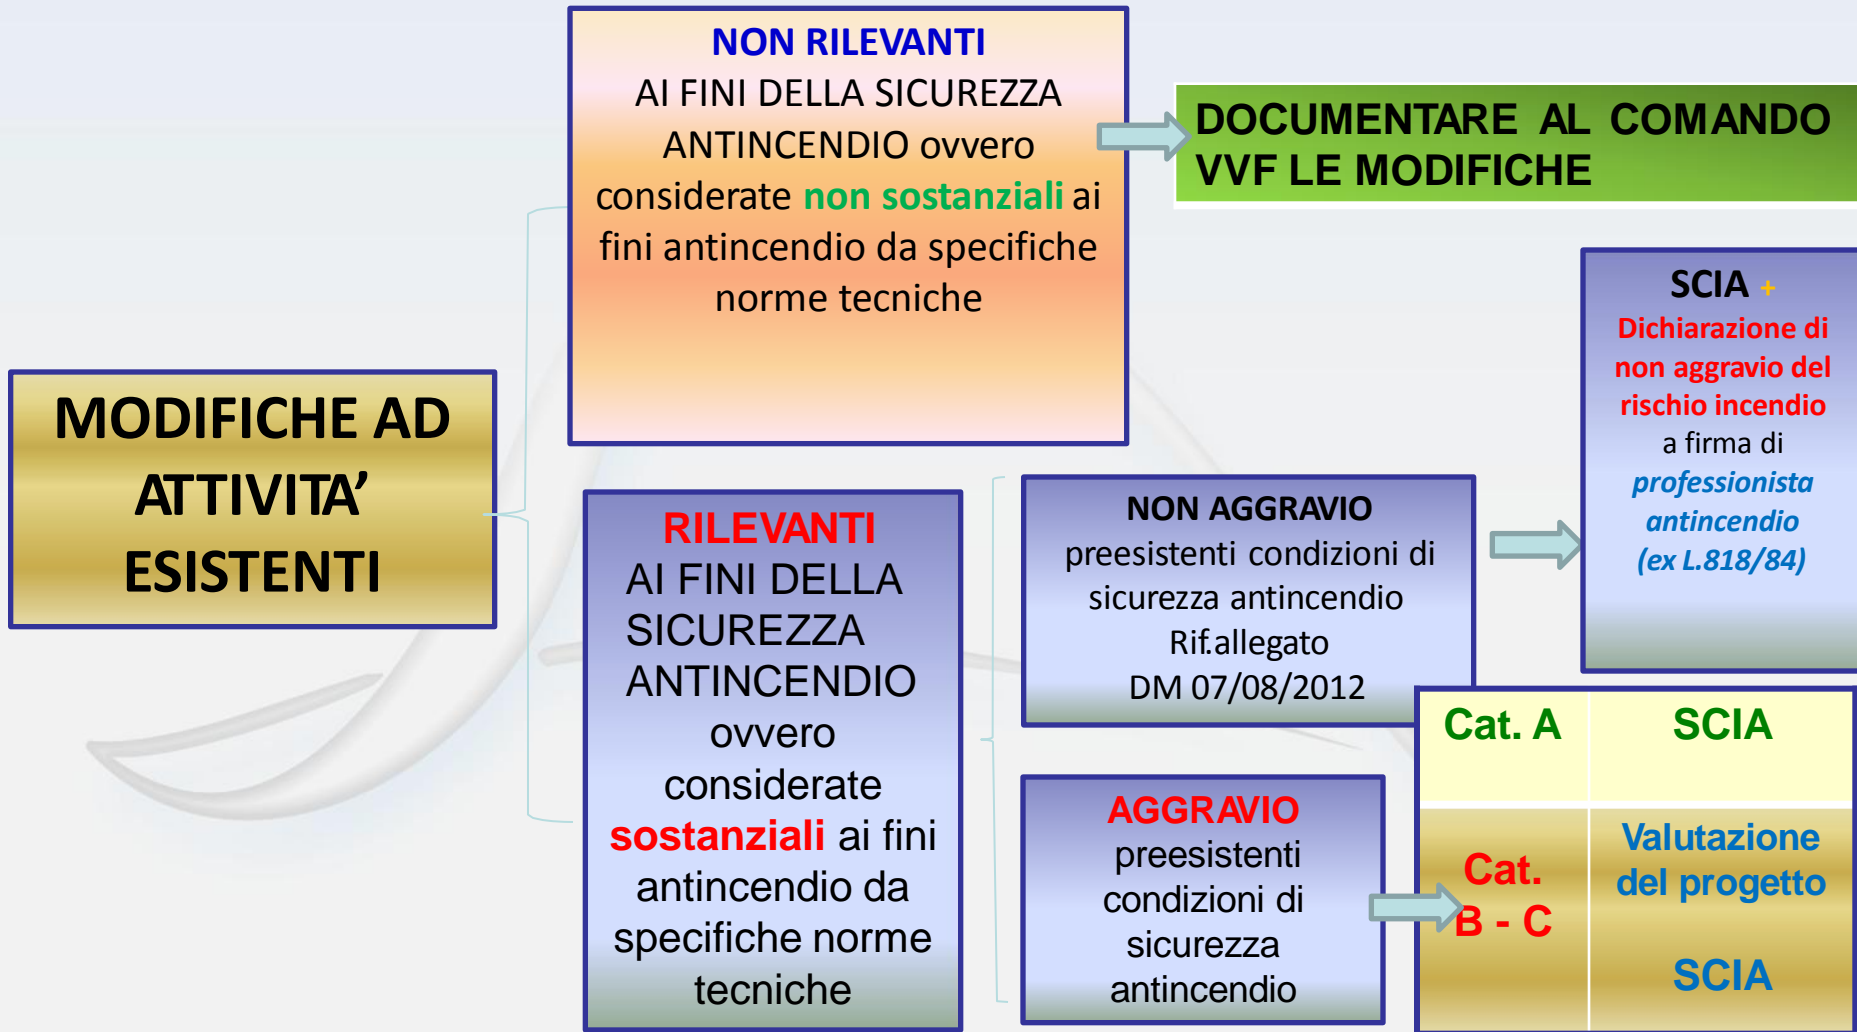 NON RILEVANTI
AI FINI DELLA SICUREZZA
ANTINCENDIO ovvero
considerate non sostanziali ai
fini antincendio da specifiche
norme tecniche
DOCUMENTARE AL COMANDO
VVF LE MODIFICHE
MODIFICHE AD
ATTIVITA’
ESISTENTI
RILEVANTI
AI FINI DELLA
SICUREZZA
ANTINCENDIO
ovvero
considerate
sostanziali ai fini
antincendio da
specifiche norme
tecniche
NON AGGRAVIO
preesistenti condizioni di
sicurezza antincendio
Rif.allegato
DM 07/08/2012
SCIA +
Dichiarazione di
non aggravio del
rischio incendio
a firma di
professionista
antincendio
(ex L.818/84)
AGGRAVIO
preesistenti
condizioni di
sicurezza
antincendio
Cat. A
SCIA
Cat.
B - C
Valutazione
del progetto
SCIA